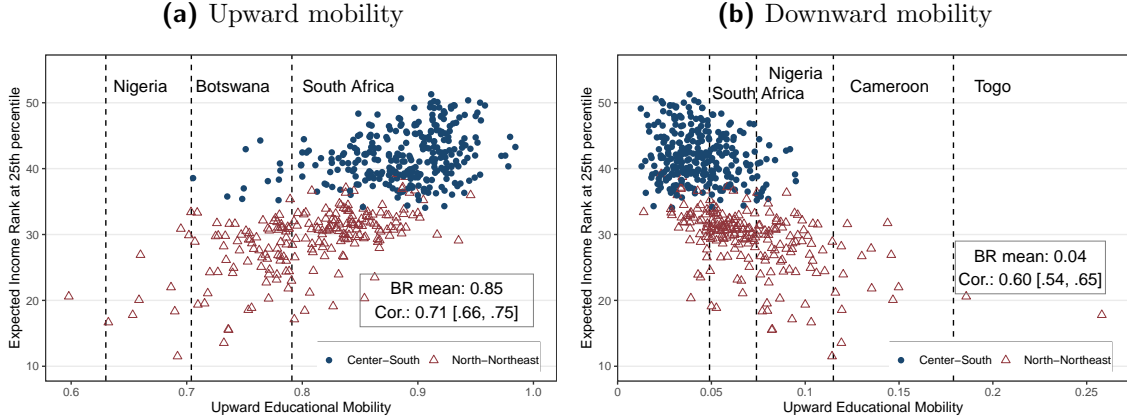 (a) Upward mobility
Nigeria
Botswana
South Africa
Expected Income Rank at 25th percentile
50
40
30
20
10
BR mean: 0.85
Cor.: 0.71 [.66, .75]
Center−South
North−Northeast
0.6
0.7
0.8
0.9
1.0
Upward Educational Mobility
(b) Downward mobility
Nigeria
South Africa
Cameroon
Togo
Expected Income Rank at 25th percentile
50
40
30
20
10
BR mean: 0.04
Cor.: 0.60 [.54, .65]
Center−South
North−Northeast
0
0.05
0.1
0.15
0.2
0.25
Upward Educational Mobility